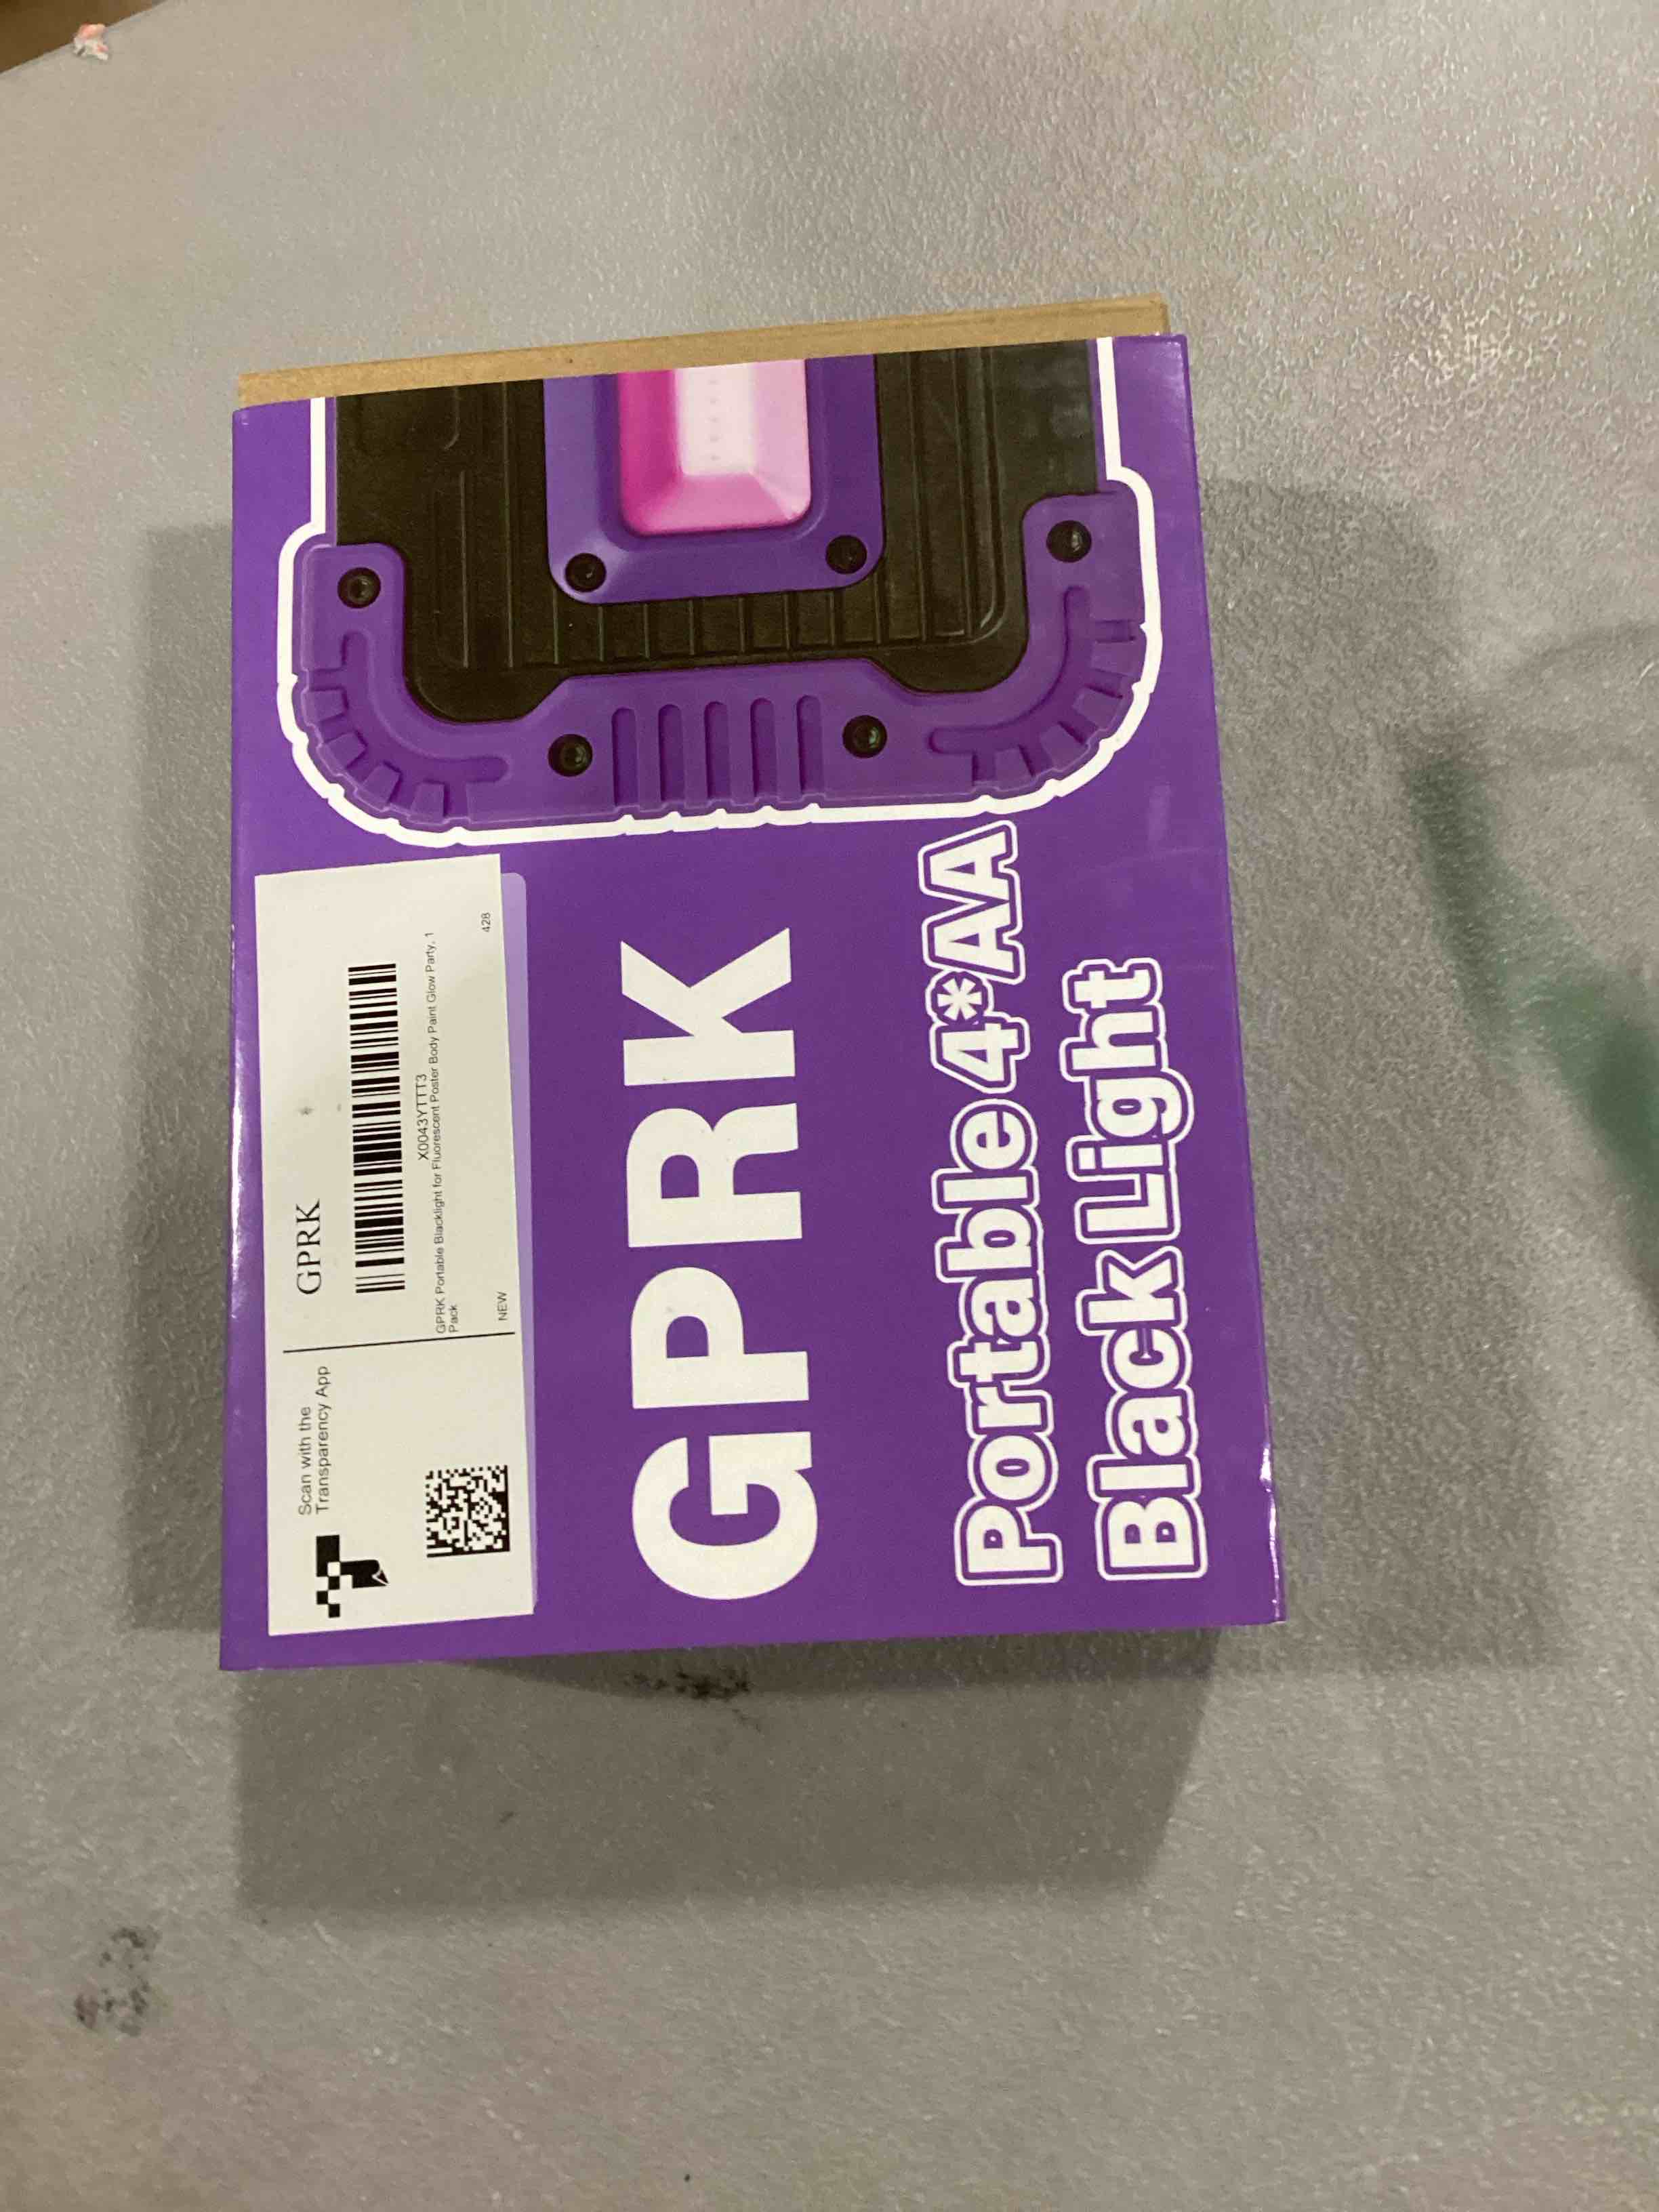 Scan with the
Transparency App
GPRK
X0043YTTT3
GPRK Portable Blacklight for Fluorescent Poster Body Paint Glow Party, 1
Pack
NEW
428
GPRK
Portable 4*AA
Black Light